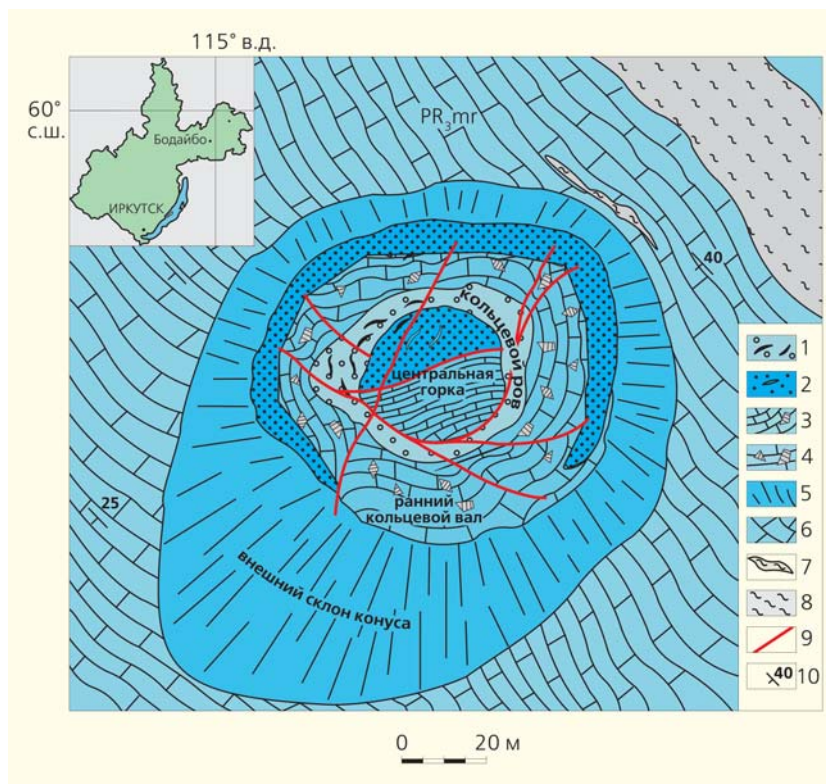 115° в.д.
60°
с.ш.
Бодайбо
ИРКУТСК
PR₃mr
40
кольцевой ров
центральная
горка
25
ранний
кольцевой вал
внешний склон конуса
1
2
3
4
5
6
7
8
9
40 10
0 20 м